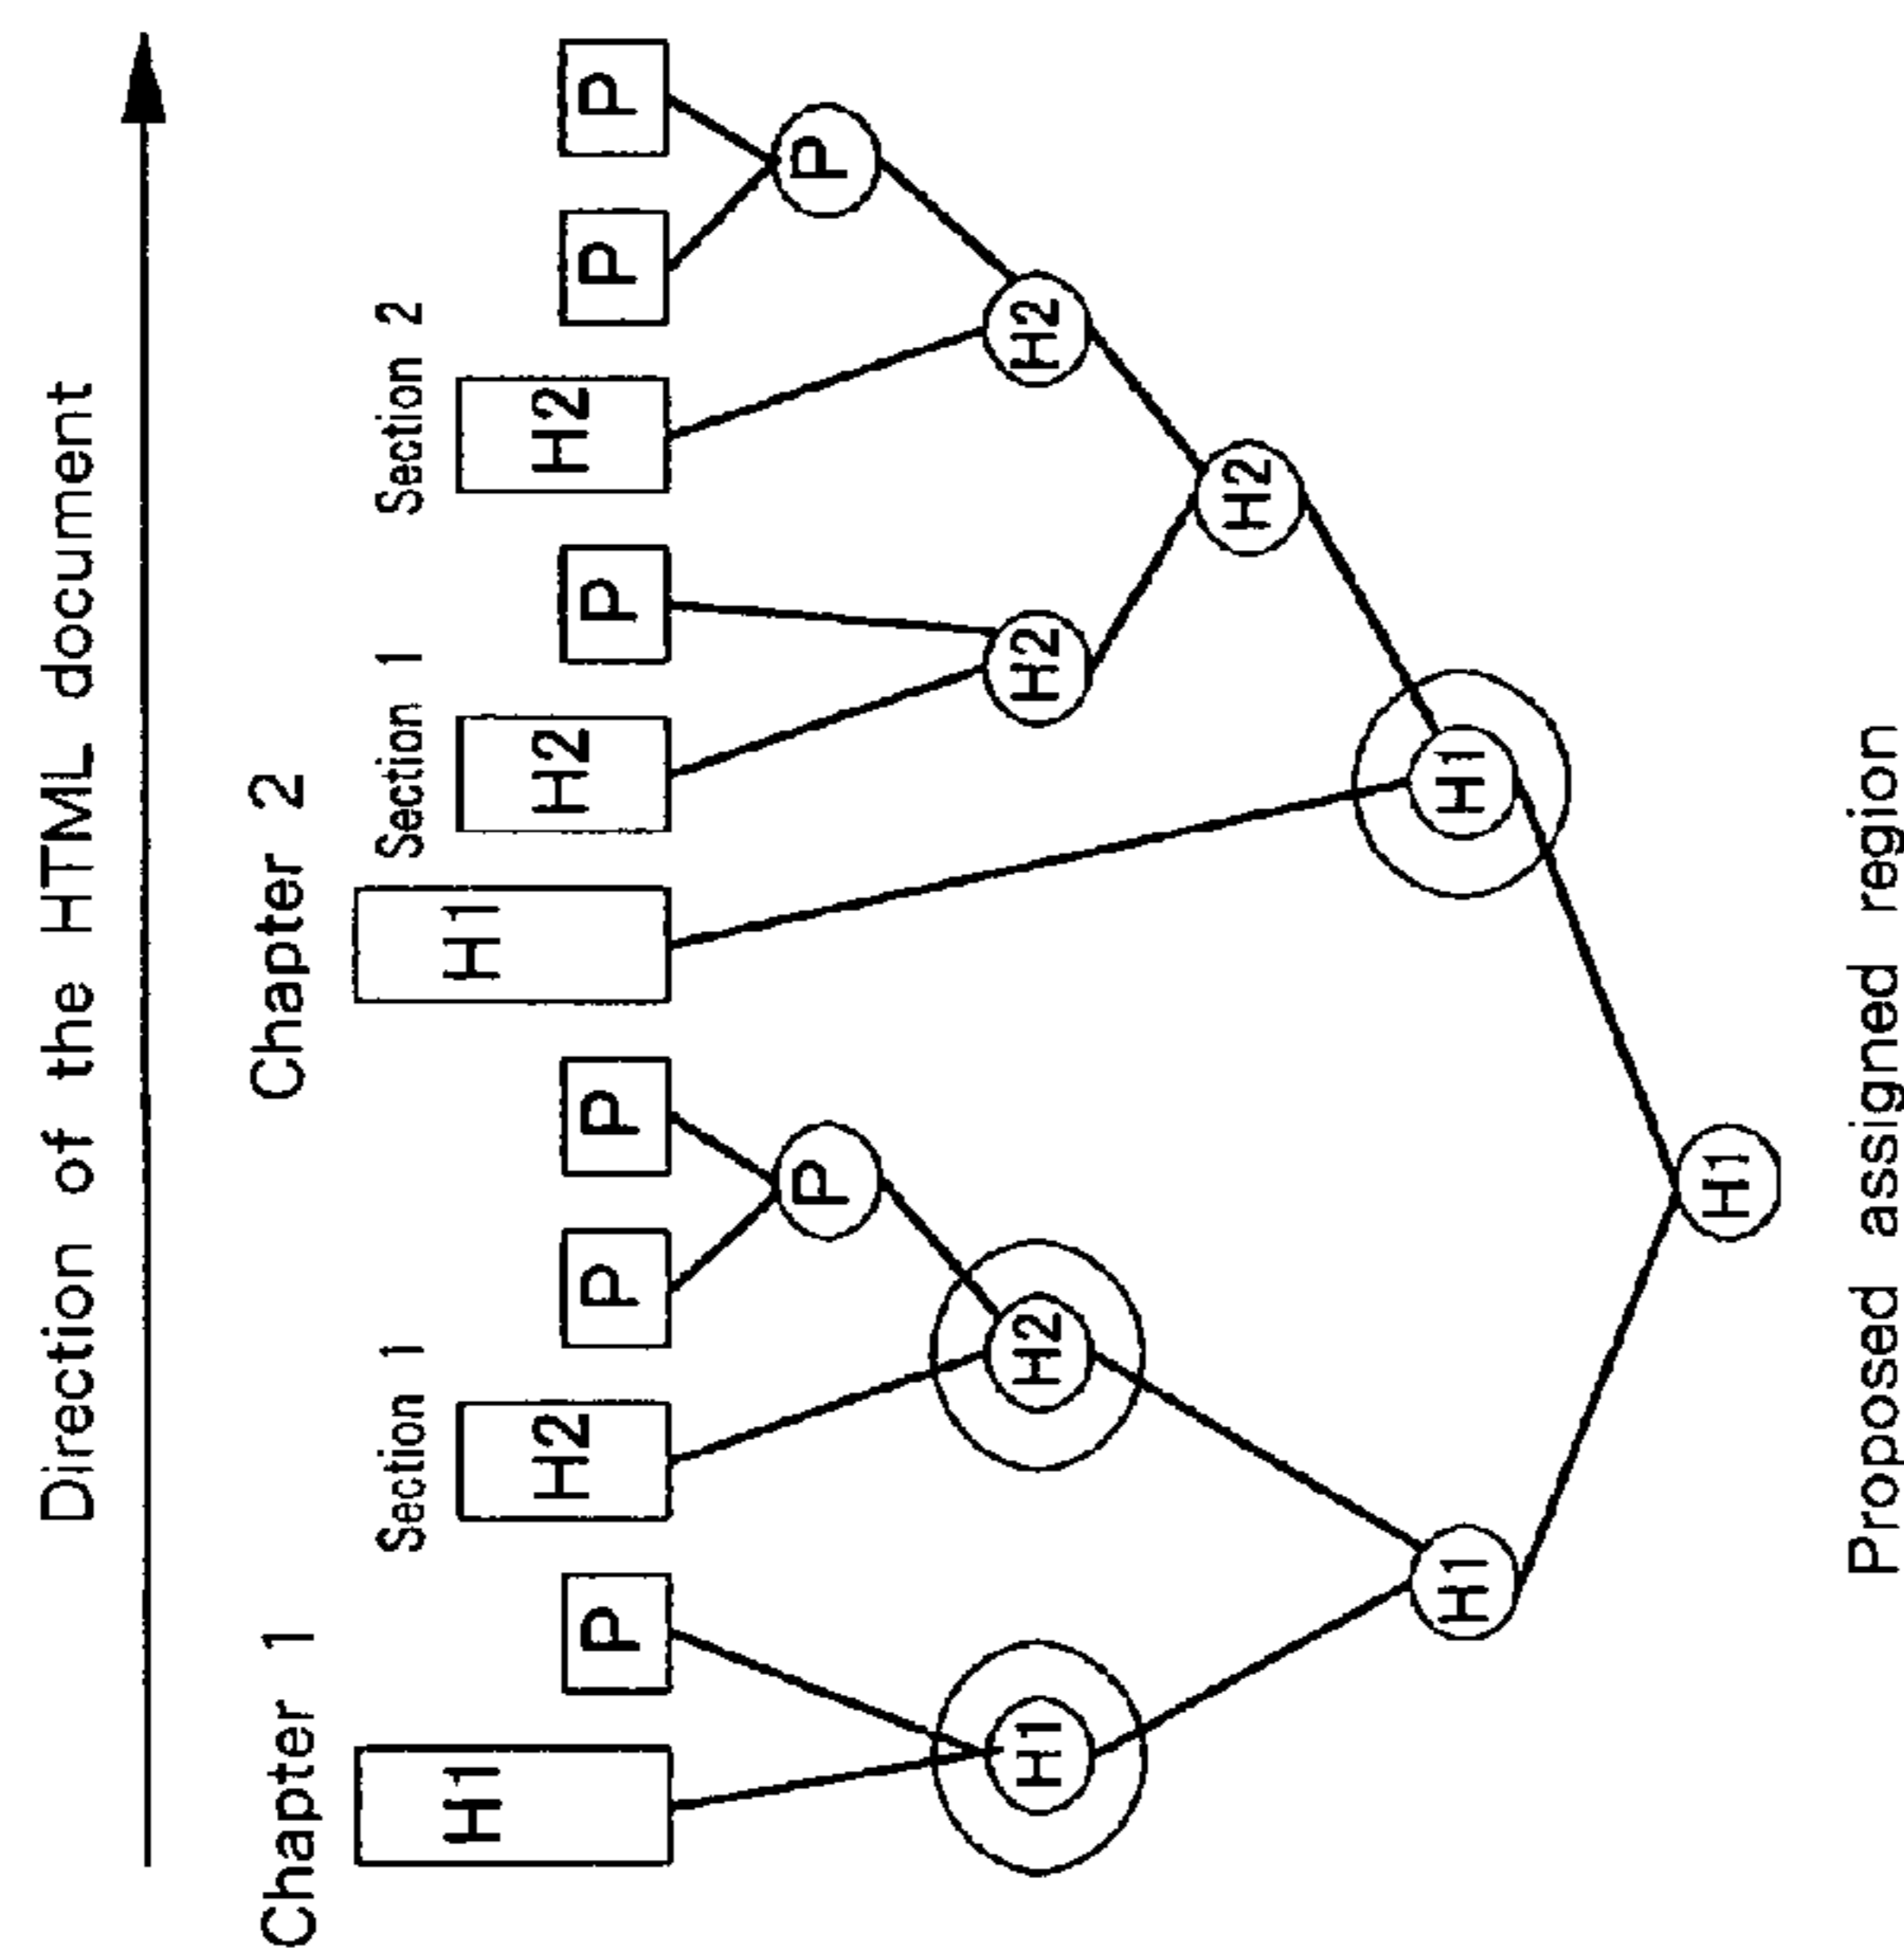 Direction of the HTML document
Chapter 1
Chapter 2
Section 1
Section 1
Section 2
H1
P
H2
P
P
H1
H2
P
H2
P
P
P
P
H1
H2
H2
H2
H2
H1
H1
H1
Proposed assigned region